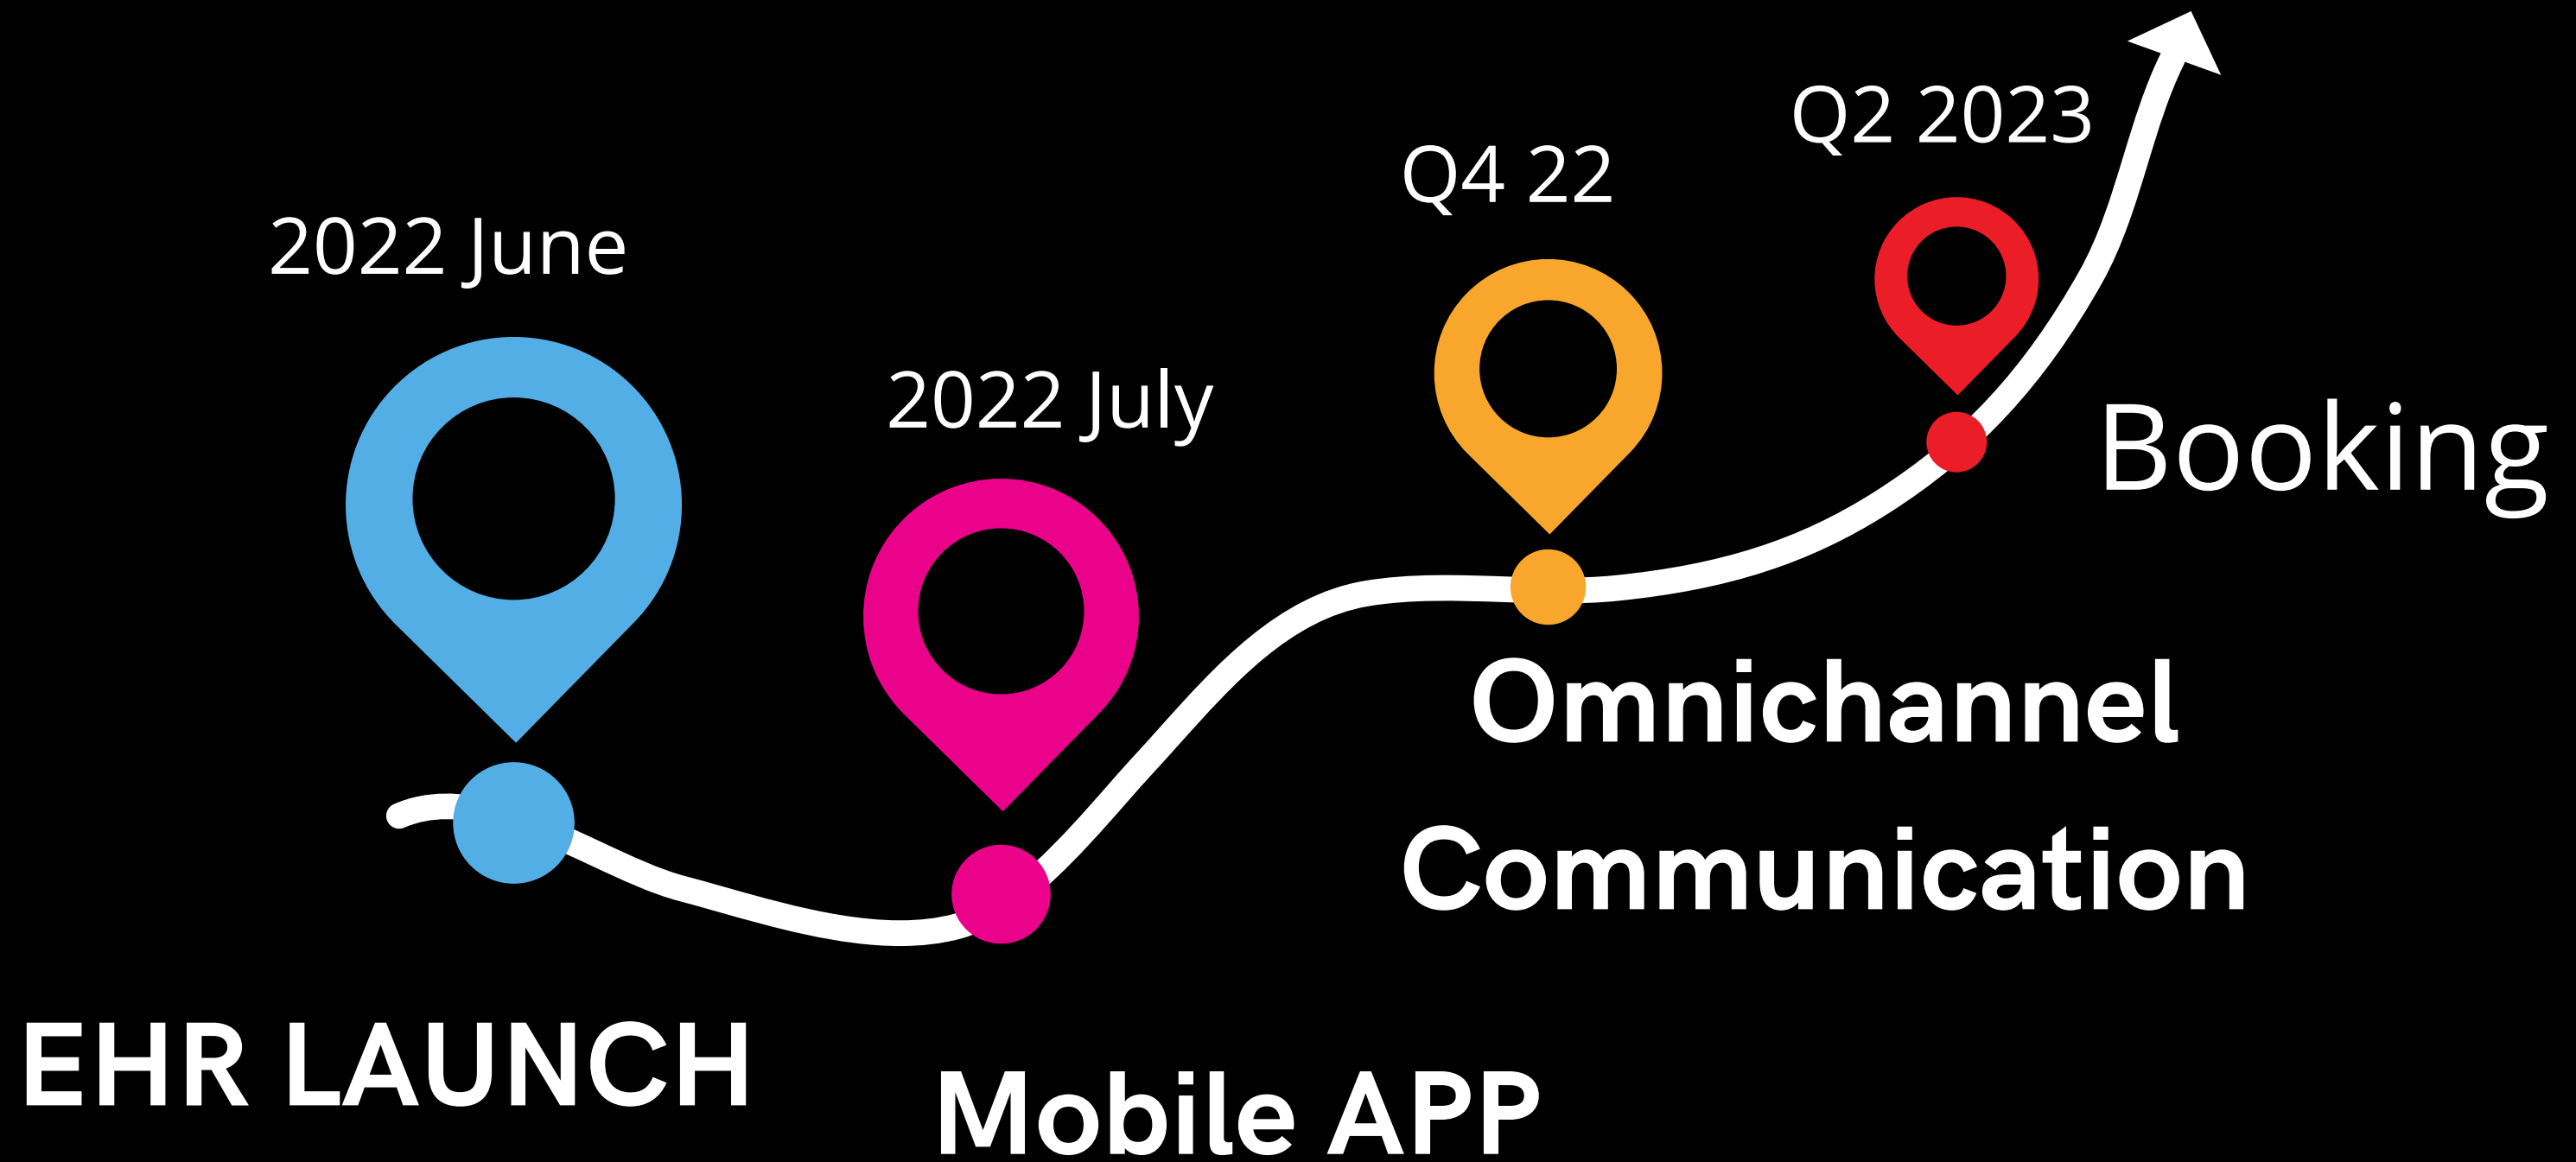 2022 June
EHR LAUNCH
2022 July
Mobile APP
Q4 22
Omnichannel
Communication
Q2 2023
Booking